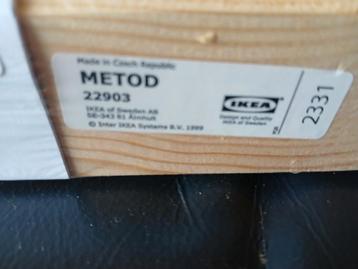 Made in Czech Republic
METOD
22903
IKEA of Sweden AB
SE-343 81 Älmhult
© Inter IKEA Systems B.V. 1999
IKEA
Design and Quality
IKEA of Sweden
2331